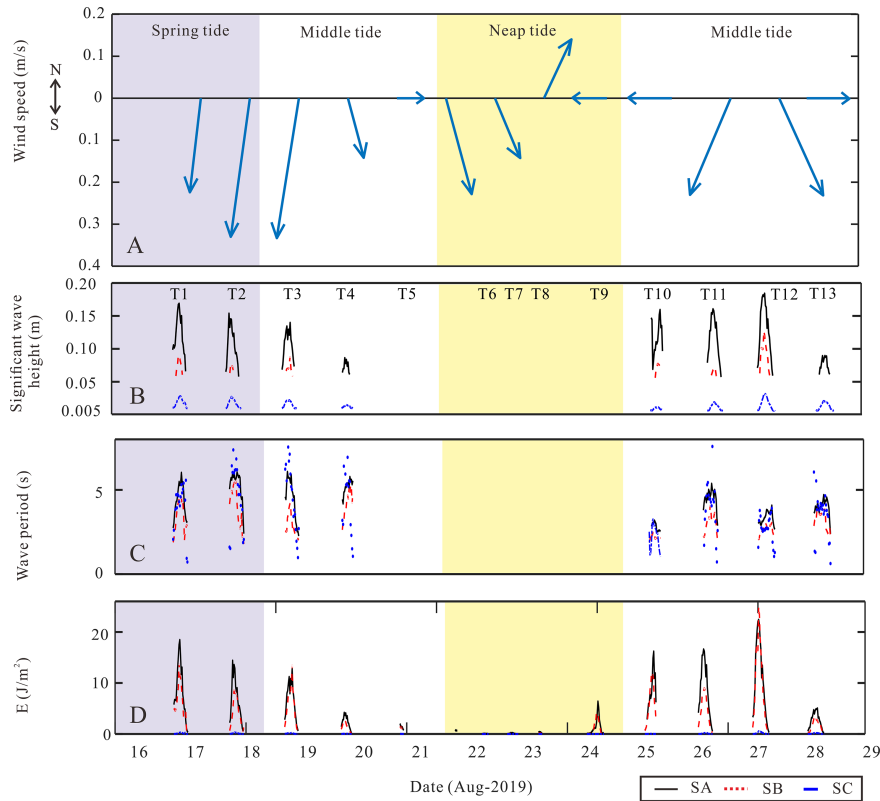 Spring tide Middle tide Neap tide Middle tide
Wind speed (m/s)
N
S
0.2
0.1
0
0.1
0.2
0.3
0.4
A
Significant wave
height (m)
0.20
0.15
0.10
0.05
0.005
T1 T2 T3 T4 T5 T6 T7 T8 T9 T10 T11 T12 T13
B
Wave period (s)
5
0
C
E (J/m²)
20
10
0
D
16 17 18 19 20 21 22 23 24 25 26 27 28 29
Date (Aug-2019)
SA SB SC